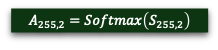 A₂₅₅,₂ = Softmax(S₂₅₅,₂)